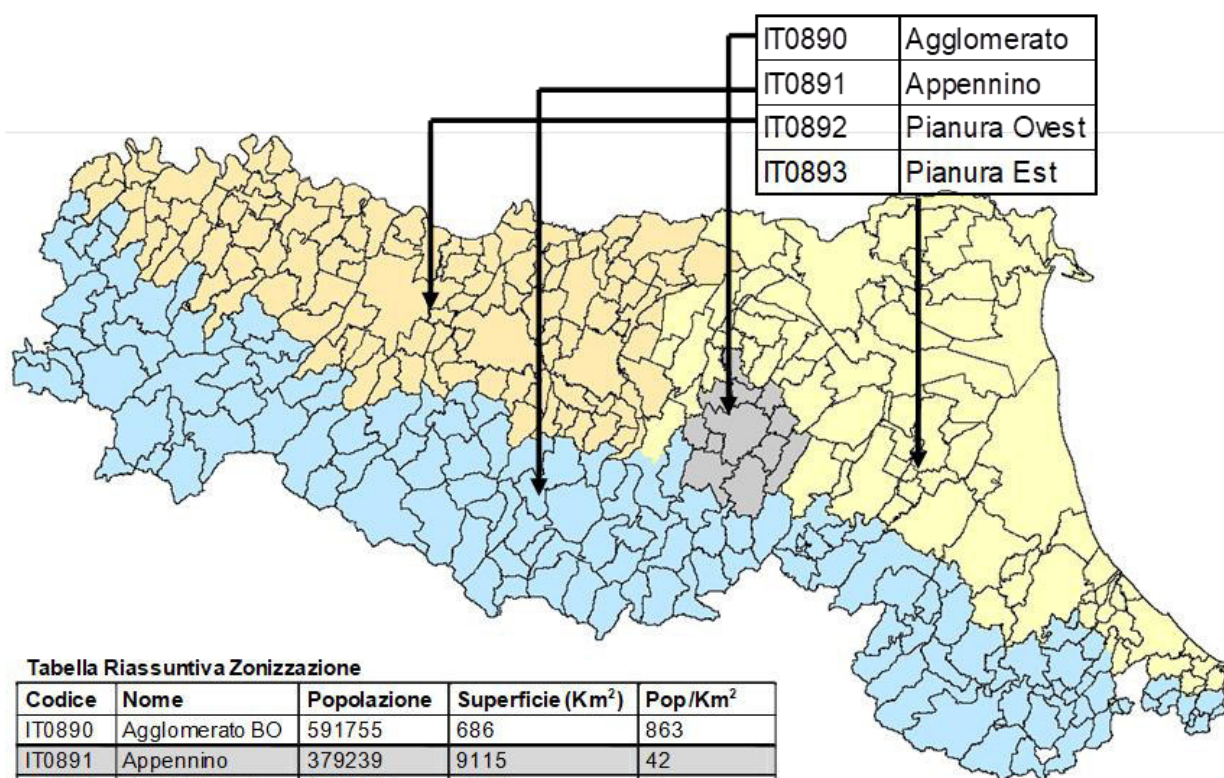 IT0890 Agglomerato
IT0891 Appennino
IT0892 Pianura Ovest
IT0893 Pianura Est
Tabella Riassuntiva Zonizzazione
Codice Nome Popolazione Superficie (Km²) Pop/Km²
IT0890 Agglomerato BO 591755 686 863
IT0891 Appennino 379239 9115 42